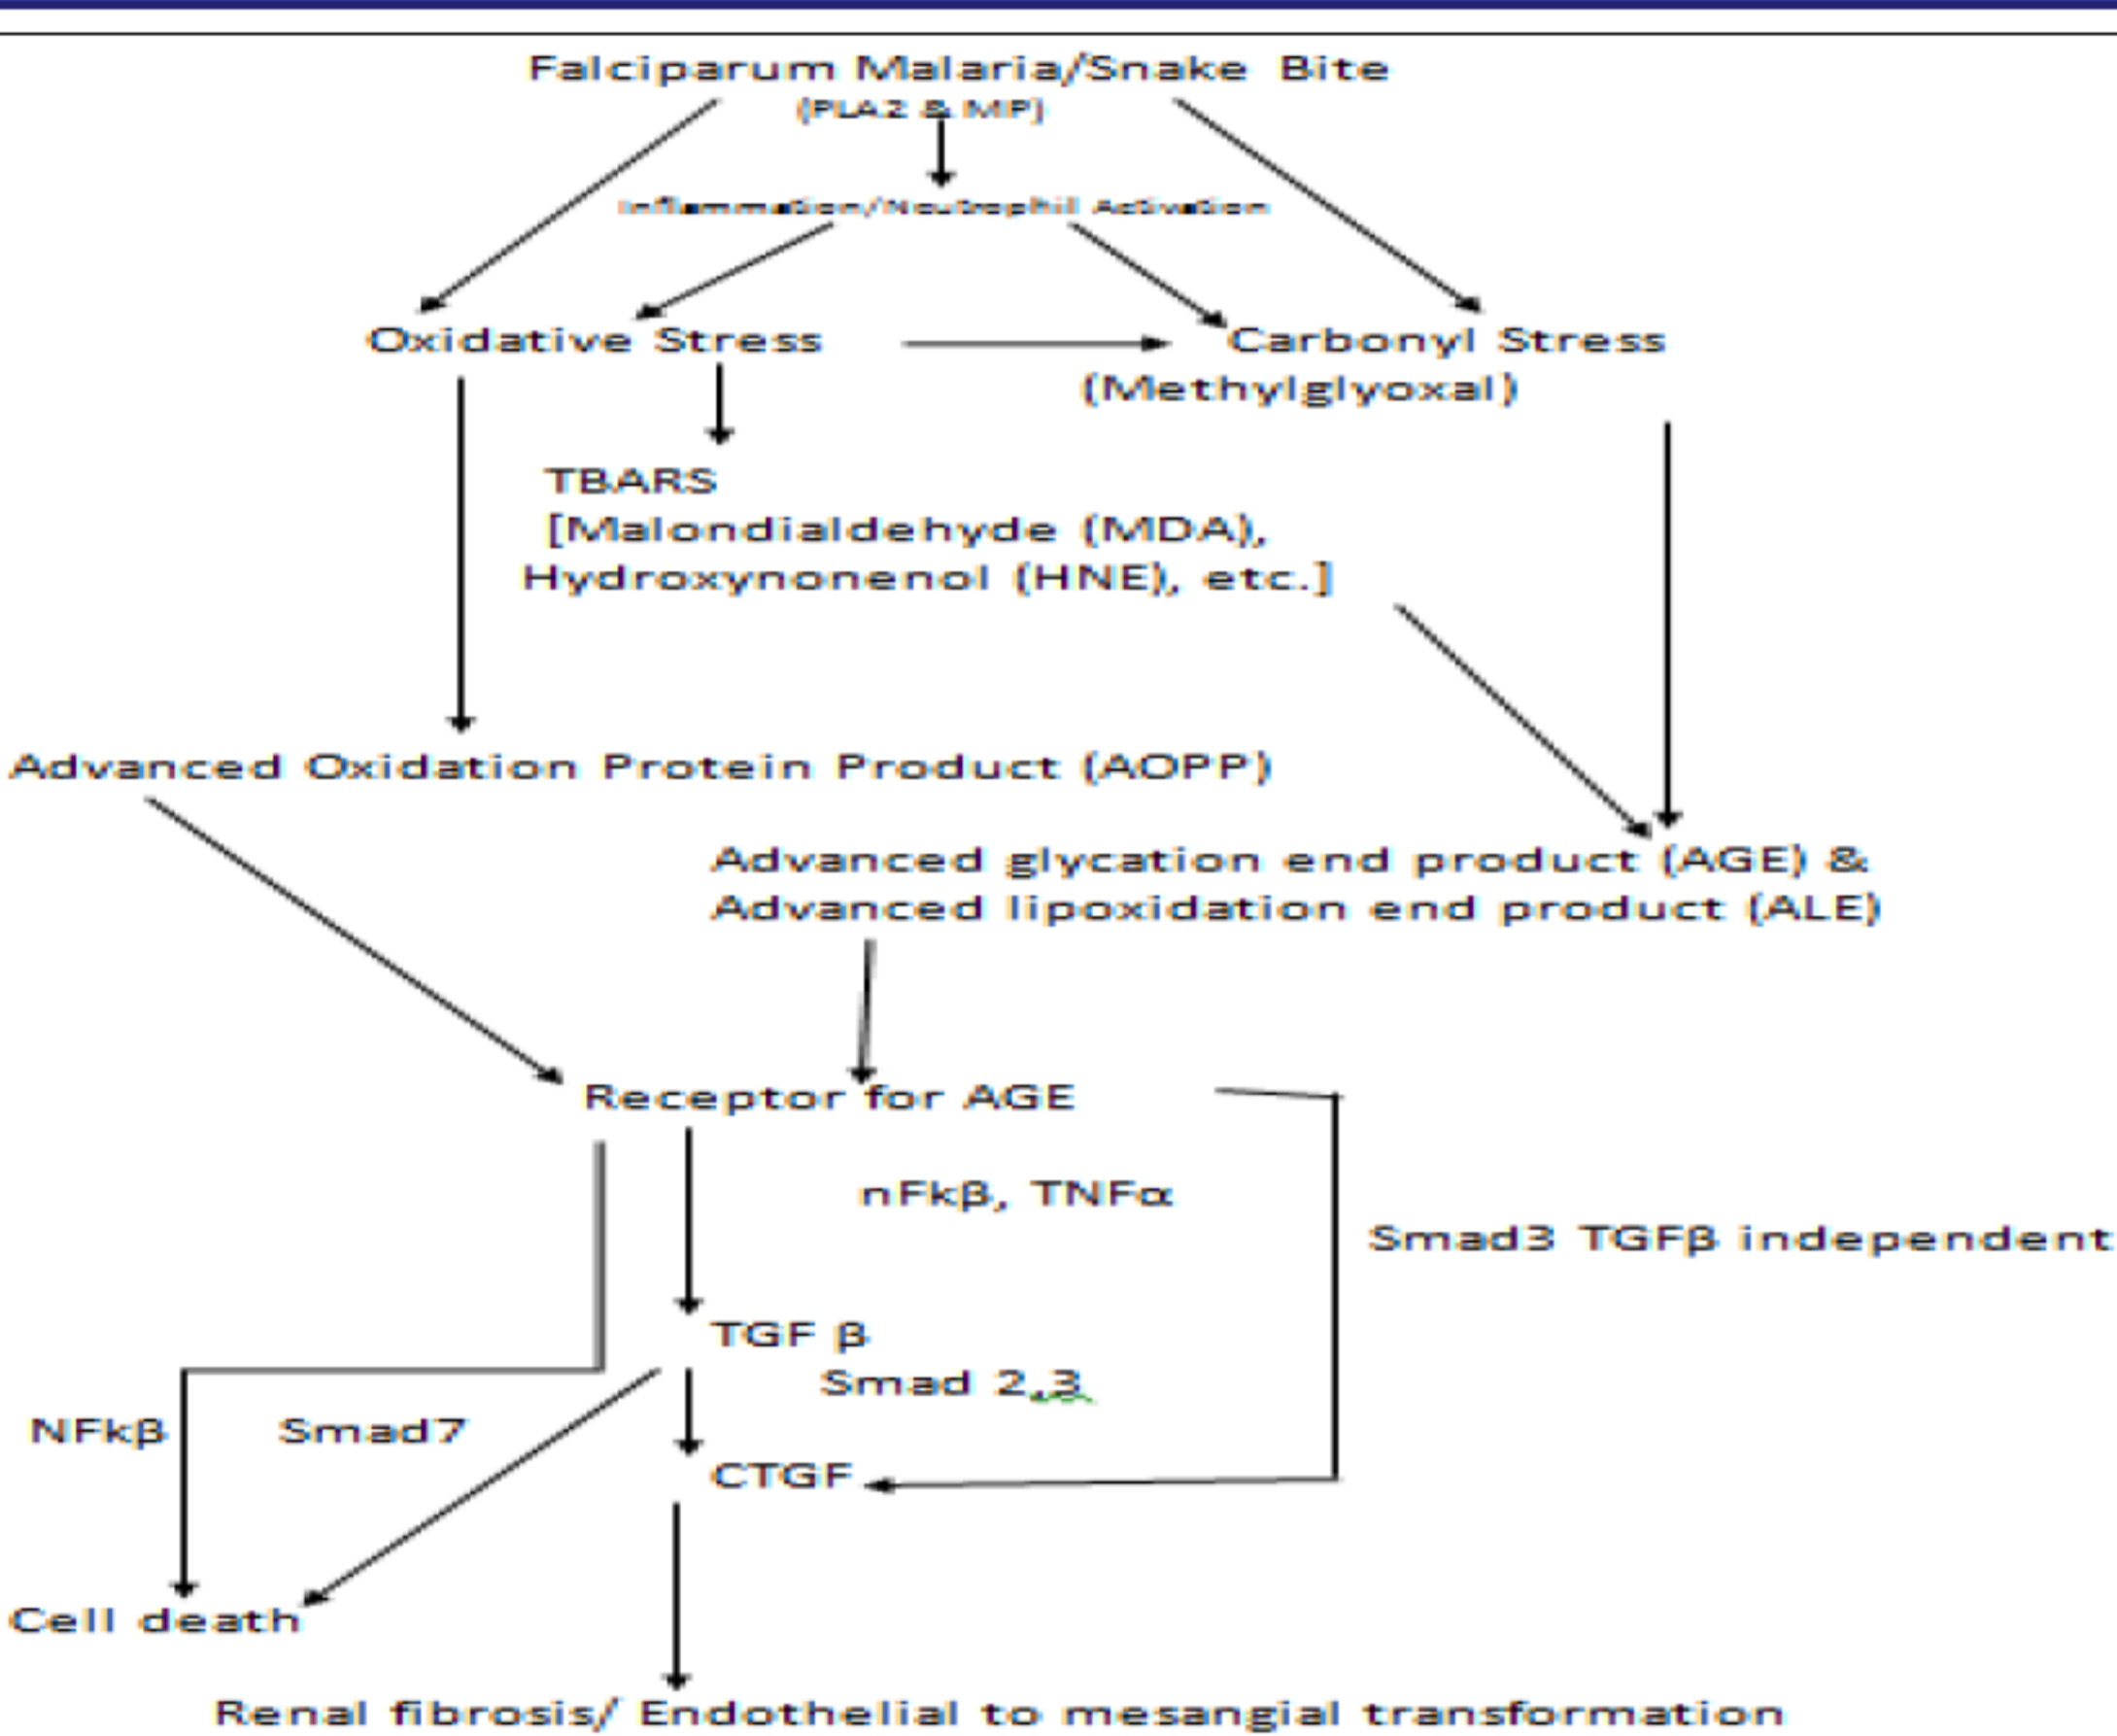 Falciparum Malaria/Snake Bite
(PLA2 & MP)
Inflammation/Neutrophil Activation
Oxidative Stress
Carbonyl Stress
(Methylglyoxal)
TBARS
[Malondialdehyde (MDA),
Hydroxynonenol (HNE), etc.]
Advanced Oxidation Protein Product (AOPP)
Advanced glycation end product (AGE) &
Advanced lipoxidation end product (ALE)
Receptor for AGE
nFkβ, TNFα
Smad3 TGFβ independent
TGF β
Smad 2,3
NFkβ
Smad7
CTGF
Cell death
Renal fibrosis/ Endothelial to mesangial transformation